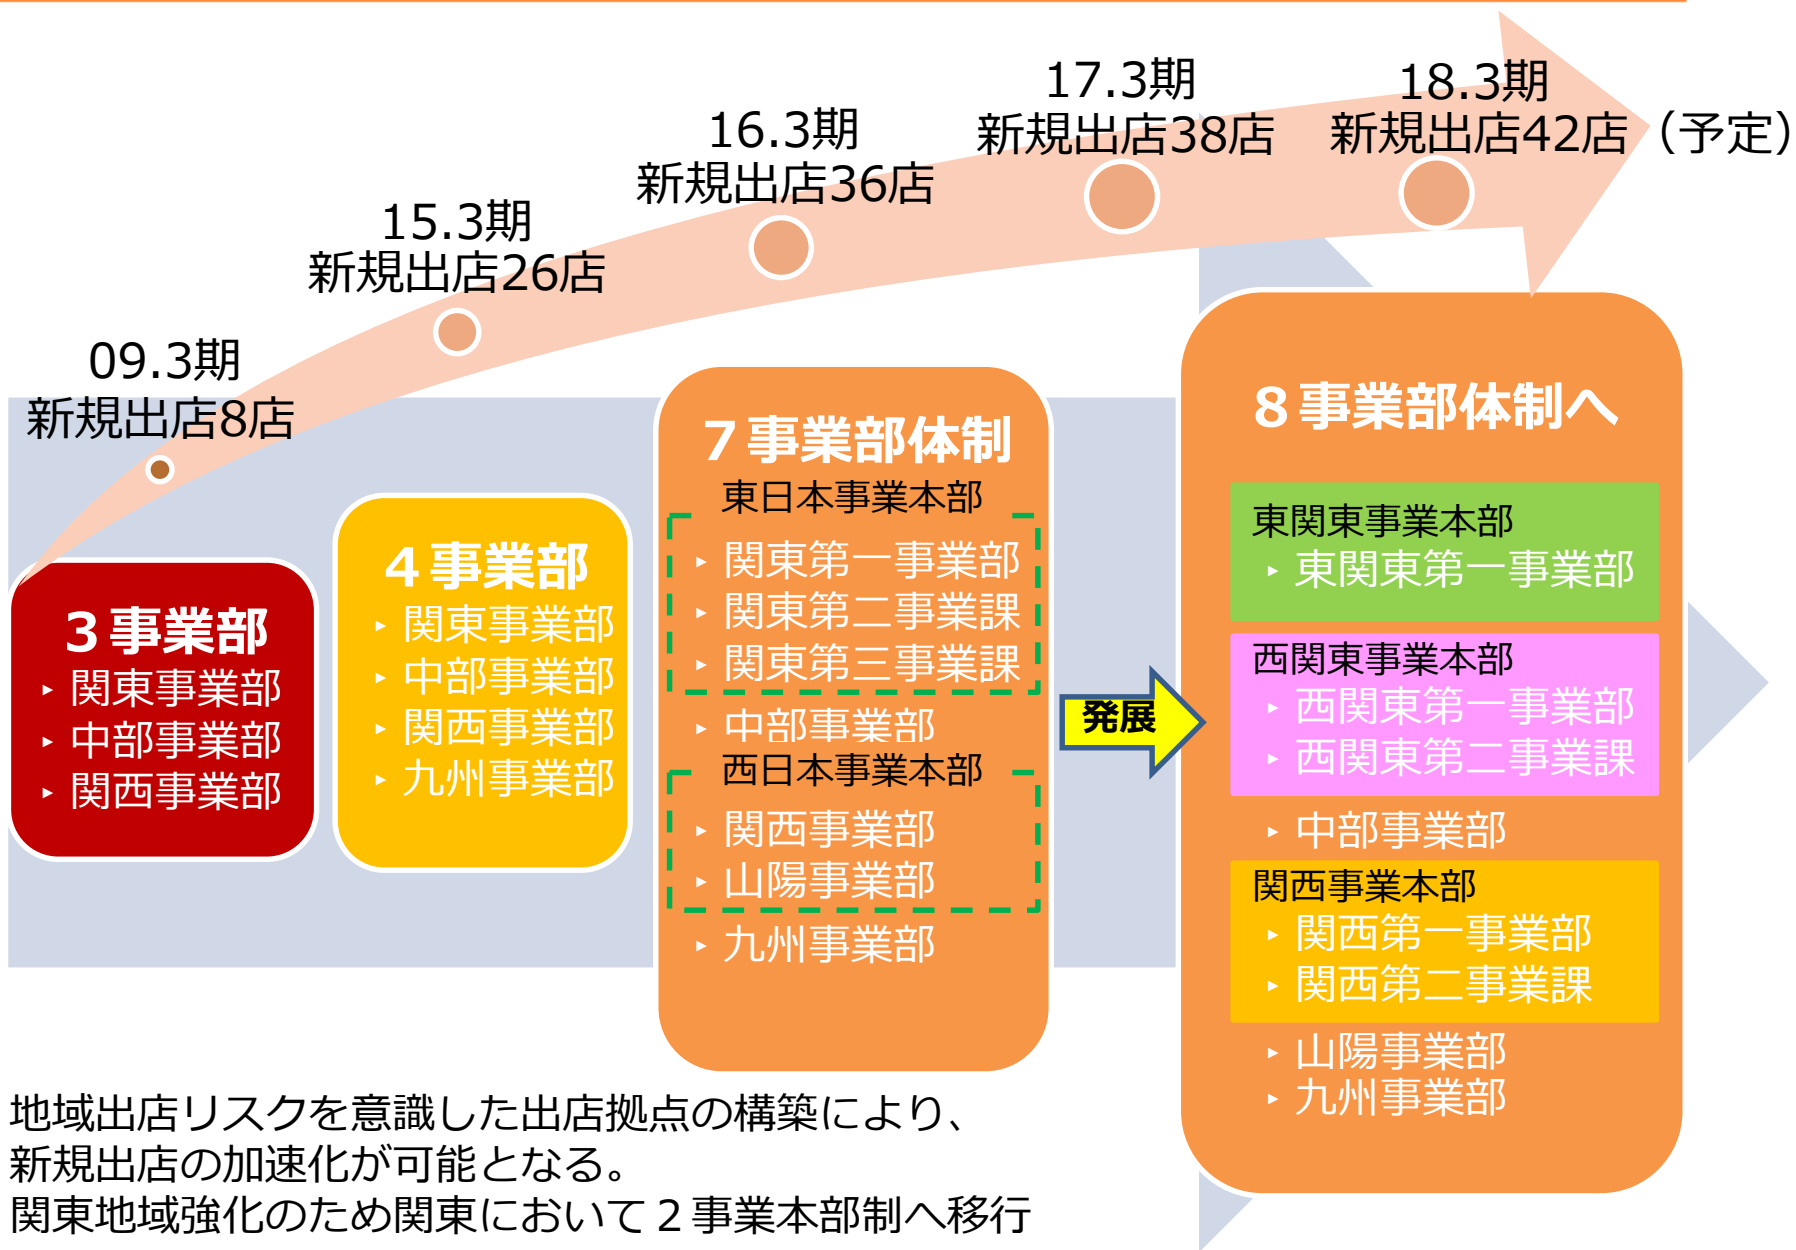 09.3期
新規出店8店
15.3期
新規出店26店
16.3期
新規出店36店
17.3期
新規出店38店
18.3期
新規出店42店（予定）
３事業部
▸ 関東事業部
▸ 中部事業部
▸ 関西事業部
４事業部
▸ 関東事業部
▸ 中部事業部
▸ 関西事業部
▸ 九州事業部
７事業部体制
東日本事業本部
▸ 関東第一事業部
▸ 関東第二事業課
▸ 関東第三事業課
▸ 中部事業部
西日本事業本部
▸ 関西事業部
▸ 山陽事業部
▸ 九州事業部
発展
８事業部体制へ
東関東事業本部
▸ 東関東第一事業部
西関東事業本部
▸ 西関東第一事業部
▸ 西関東第二事業課
▸ 中部事業部
関西事業本部
▸ 関西第一事業部
▸ 関西第二事業課
▸ 山陽事業部
▸ 九州事業部
地域出店リスクを意識した出店拠点の構築により、
新規出店の加速化が可能となる。
関東地域強化のため関東において２事業本部制へ移行